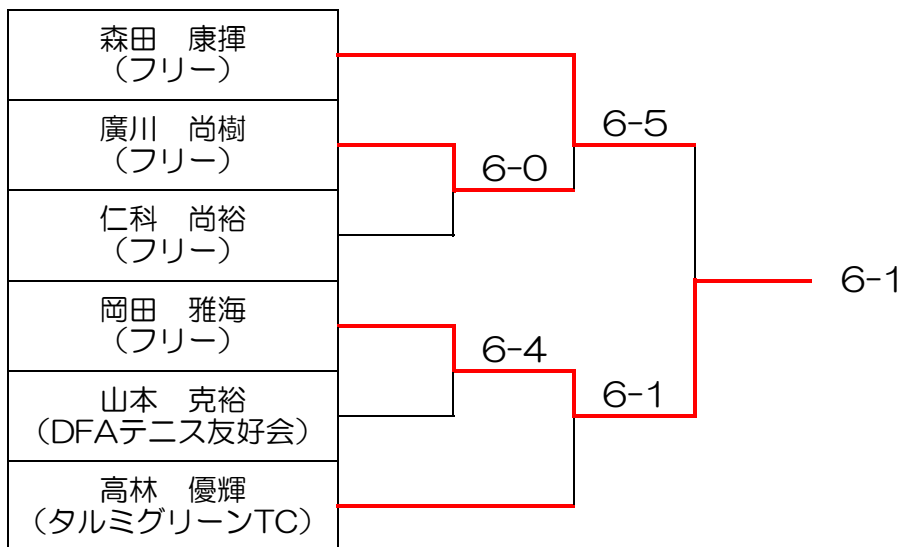 森田　康揮
（フリー）
廣川　尚樹
（フリー）
仁科　尚裕
（フリー）
岡田　雅海
（フリー）
山本　克裕
（DFAテニス友好会）
高林　優輝
（タルミグリーンTC）
6-5
6-0
6-1
6-4
6-1